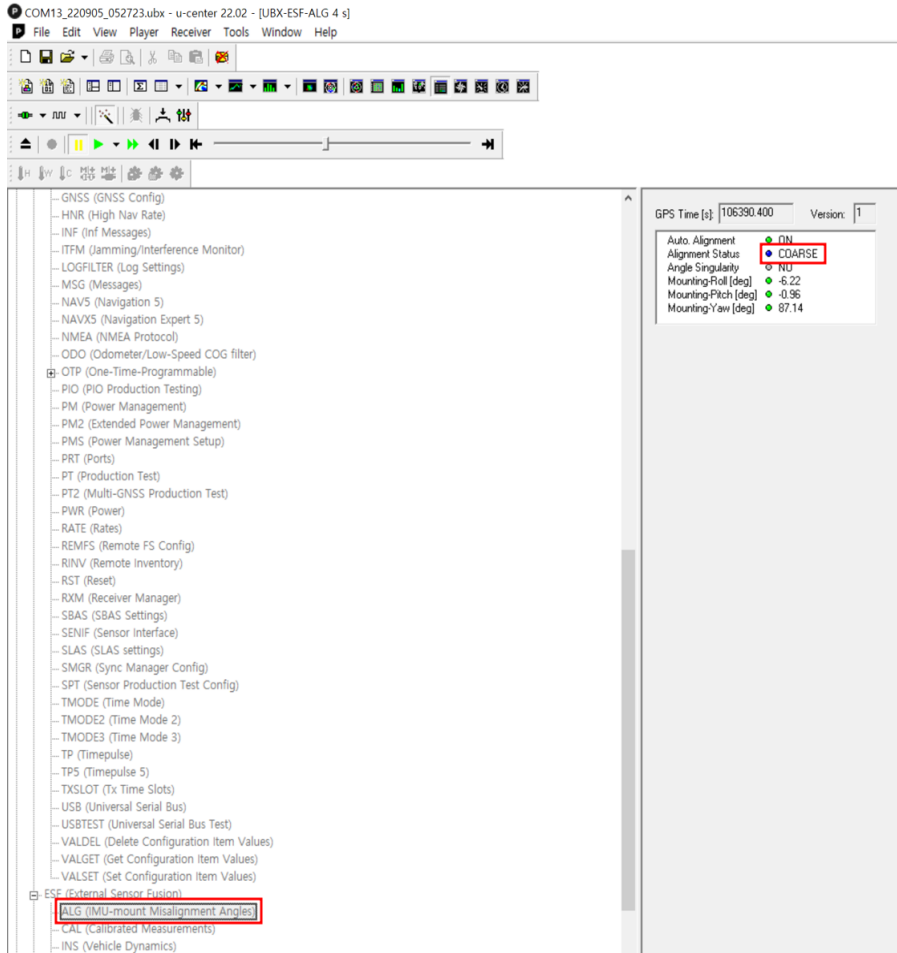 COM13_220905_052723.ubx - u-center 22.02 - [UBX-ESF-ALG 4 s]
File Edit View Player Receiver Tools Window Help
GNSS (GNSS Config)
HNR (High Nav Rate)
INF (Inf Messages)
ITFM (Jamming/Interference Monitor)
LOGFILTER (Log Settings)
MSG (Messages)
NAV5 (Navigation 5)
NAVX5 (Navigation Expert 5)
NMEA (NMEA Protocol)
ODO (Odometer/Low-Speed COG filter)
OTP (One-Time-Programmable)
PIO (PIO Production Testing)
PM (Power Management)
PM2 (Extended Power Management)
PMS (Power Management Setup)
PRT (Ports)
PT (Production Test)
PT2 (Multi-GNSS Production Test)
PWR (Power)
RATE (Rates)
REMFS (Remote FS Config)
RINV (Remote Inventory)
RST (Reset)
RXM (Receiver Manager)
SBAS (SBAS Settings)
SENIF (Sensor Interface)
SLAS (SLAS settings)
SMGR (Sync Manager Config)
SPT (Sensor Production Test Config)
TMODE (Time Mode)
TMODE2 (Time Mode 2)
TMODE3 (Time Mode 3)
TP (Timepulse)
TP5 (Timepulse 5)
TXSLOT (Tx Time Slots)
USB (Universal Serial Bus)
USBTEST (Universal Serial Bus Test)
VALDEL (Delete Configuration Item Values)
VALGET (Get Configuration Item Values)
VALSET (Set Configuration Item Values)
ESF (External Sensor Fusion)
ALG (IMU-mount Misalignment Angles)
CAL (Calibrated Measurements)
INS (Vehicle Dynamics)
GPS Time [s]: 106390.400 Version: 1
Auto. Alignment ON
Alignment Status COARSE
Angle Singularity NO
Mounting-Roll [deg] -6.22
Mounting-Pitch [deg] -0.96
Mounting-Yaw [deg] 87.14